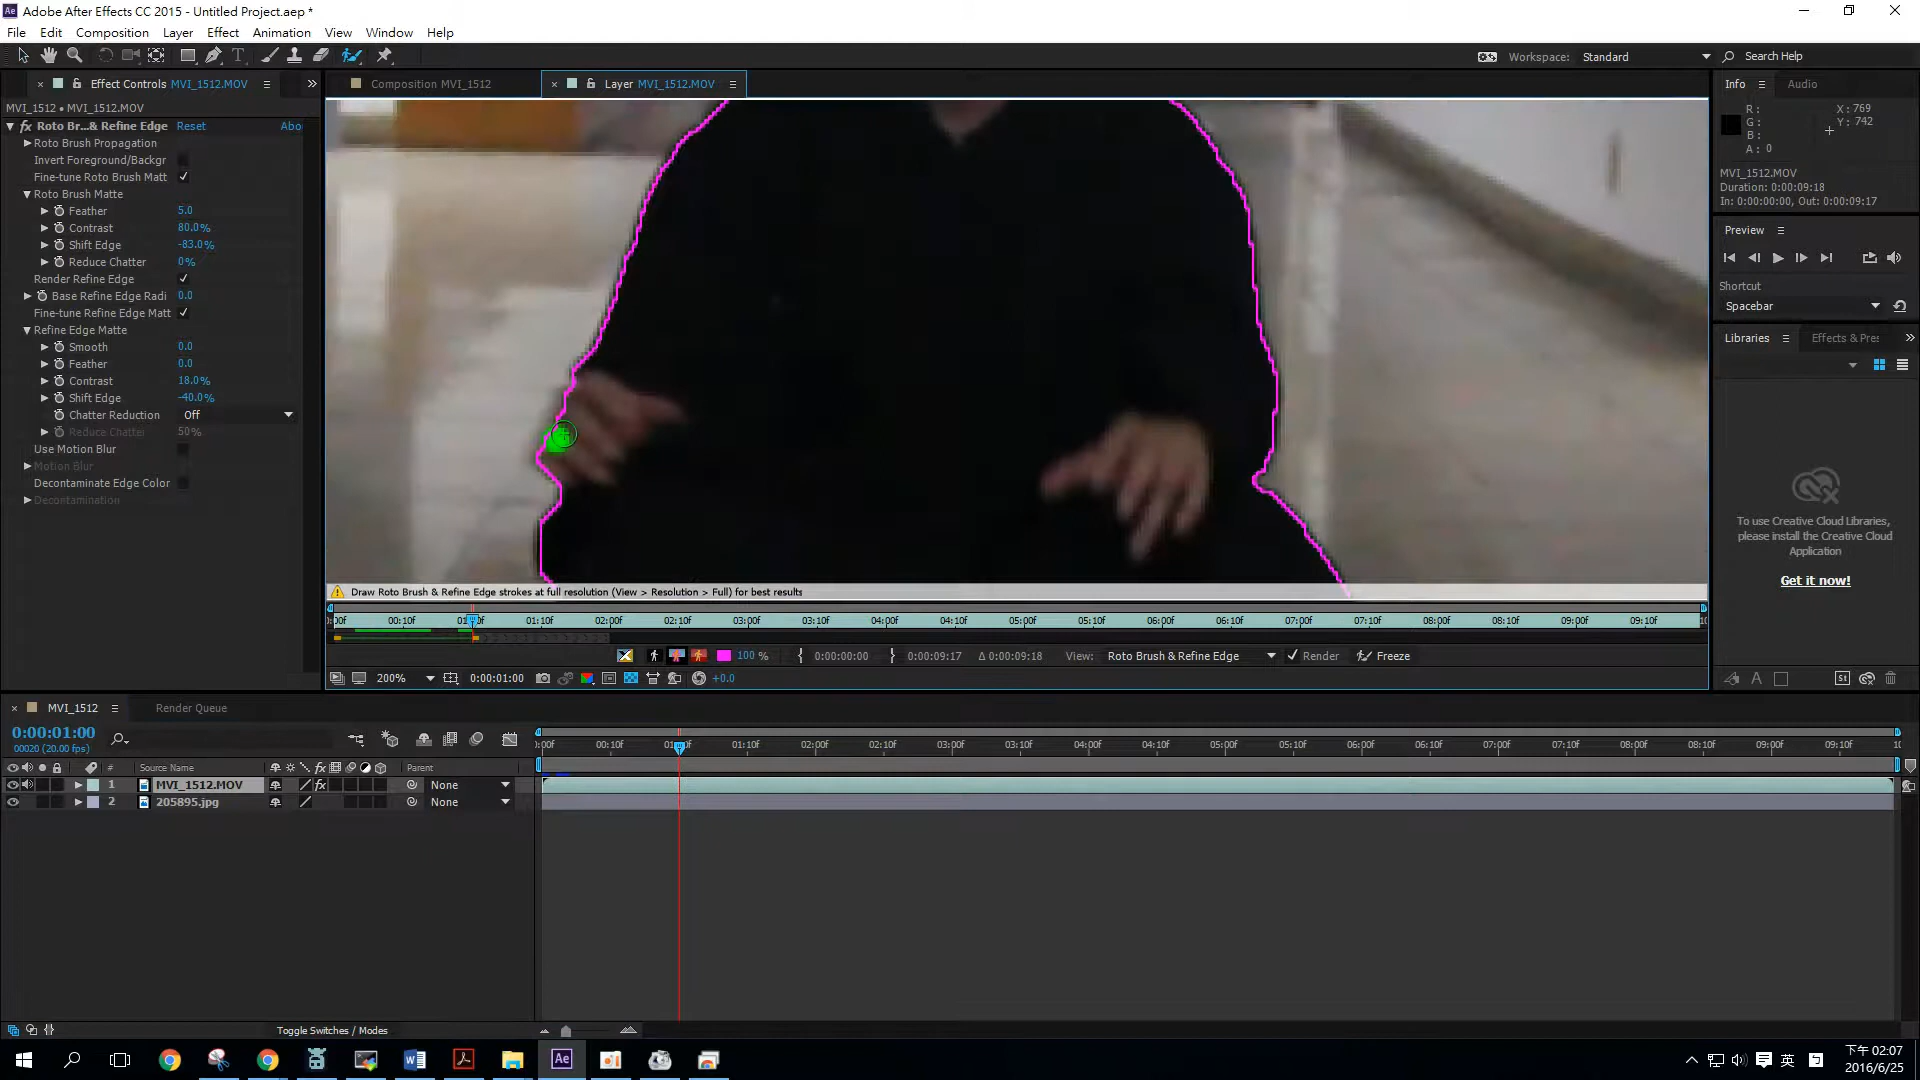 Adobe After Effects CC 2015 - Untitled Project.aep *
File Edit Composition Layer Effect Animation View Window Help
Workspace: Standard Search Help
Effect Controls MVI_1512.MOV
Composition MVI_1512
Layer MVI_1512.MOV
Info Audio
MVI_1512 • MVI_1512.MOV
fx Roto Br...& Refine Edge Reset Abo
Roto Brush Propagation
Invert Foreground/Backgr
Fine-tune Roto Brush Matt
Roto Brush Matte
Feather 5.0
Contrast 80.0%
Shift Edge -83.0%
Reduce Chatter 0%
Render Refine Edge
Base Refine Edge Radi 0.0
Fine-tune Refine Edge Matt
Refine Edge Matte
Smooth 0.0
Feather 0.0
Contrast 18.0%
Shift Edge -40.0%
Chatter Reduction Off
Reduce Chatter 50%
Use Motion Blur
Motion Blur
Decontaminate Edge Color
Decontamination
R:
G:
B:
A: 0
X: 769
Y: 742
MVI_1512.MOV
Duration: 0:00:09:18
In: 0:00:00:00, Out: 0:00:09:17
Preview
Shortcut
Spacebar
Libraries Effects & Pre:
To use Creative Cloud Libraries,
please install the Creative Cloud
Application
Get it now!
Draw Roto Brush & Refine Edge strokes at full resolution (View > Resolution > Full) for best results
:00f 00:10f 01:00f 01:10f 02:00f 02:10f 03:00f 03:10f 04:00f 04:10f 05:00f 05:10f 06:00f 06:10f 07:00f 07:10f 08:00f 08:10f 09:00f 09:10f 10
100 % { 0:00:00:00 } 0:00:09:17 Δ 0:00:09:18 View: Roto Brush & Refine Edge Render Freeze
200% 0:00:01:00 +0.0
MVI_1512 Render Queue
0:00:01:00
00020 (20.00 fps)
:00f 00:10f 01:00f 01:10f 02:00f 02:10f 03:00f 03:10f 04:00f 04:10f 05:00f 05:10f 06:00f 06:10f 07:00f 07:10f 08:00f 08:10f 09:00f 09:10f 10
# Source Name fx Parent
1 MVI_1512.MOV fx None
2 205895.jpg None
Toggle Switches / Modes
Ae
英
下午 02:07
2016/6/25